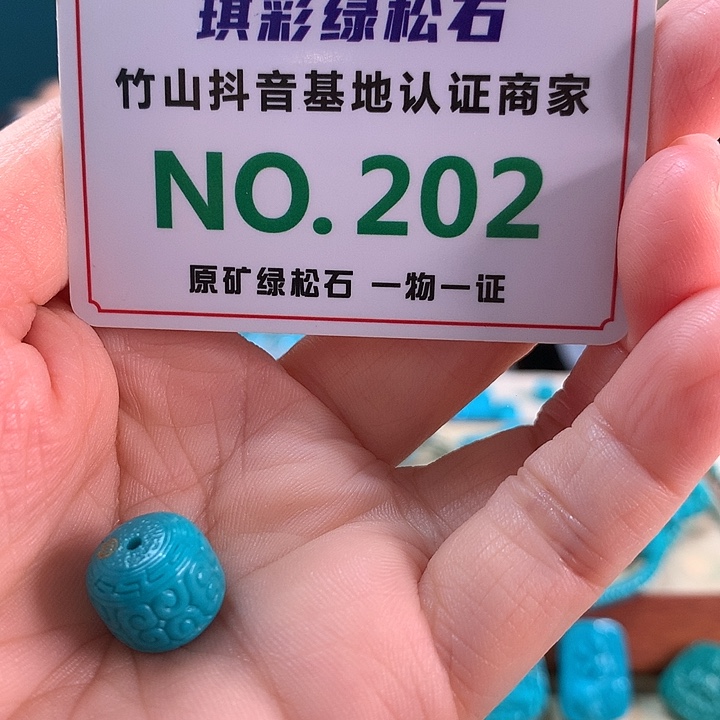 琪彩绿松石
竹山抖音基地认证商家
NO. 202
原矿绿松石 一物一证